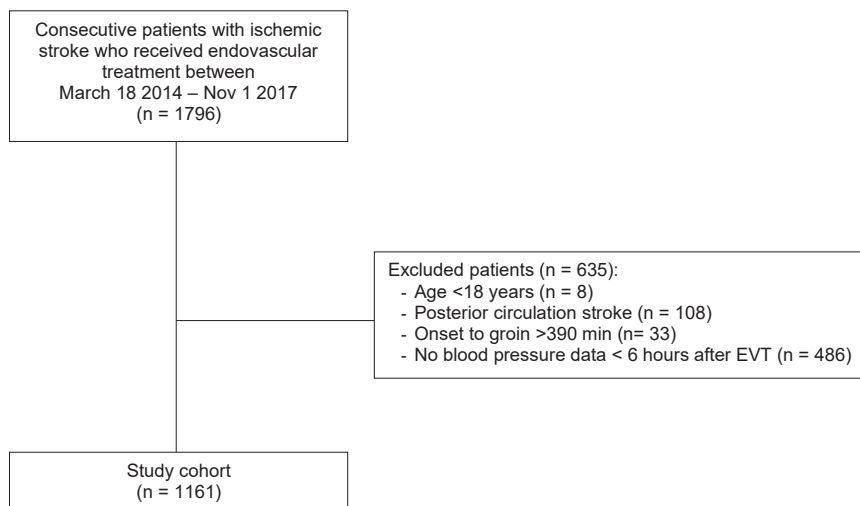 Consecutive patients with ischemic
stroke who received endovascular
treatment between
March 18 2014 – Nov 1 2017
(n = 1796)
Excluded patients (n = 635):
- Age <18 years (n = 8)
- Posterior circulation stroke (n = 108)
- Onset to groin >390 min (n= 33)
- No blood pressure data < 6 hours after EVT (n = 486)
Study cohort
(n = 1161)